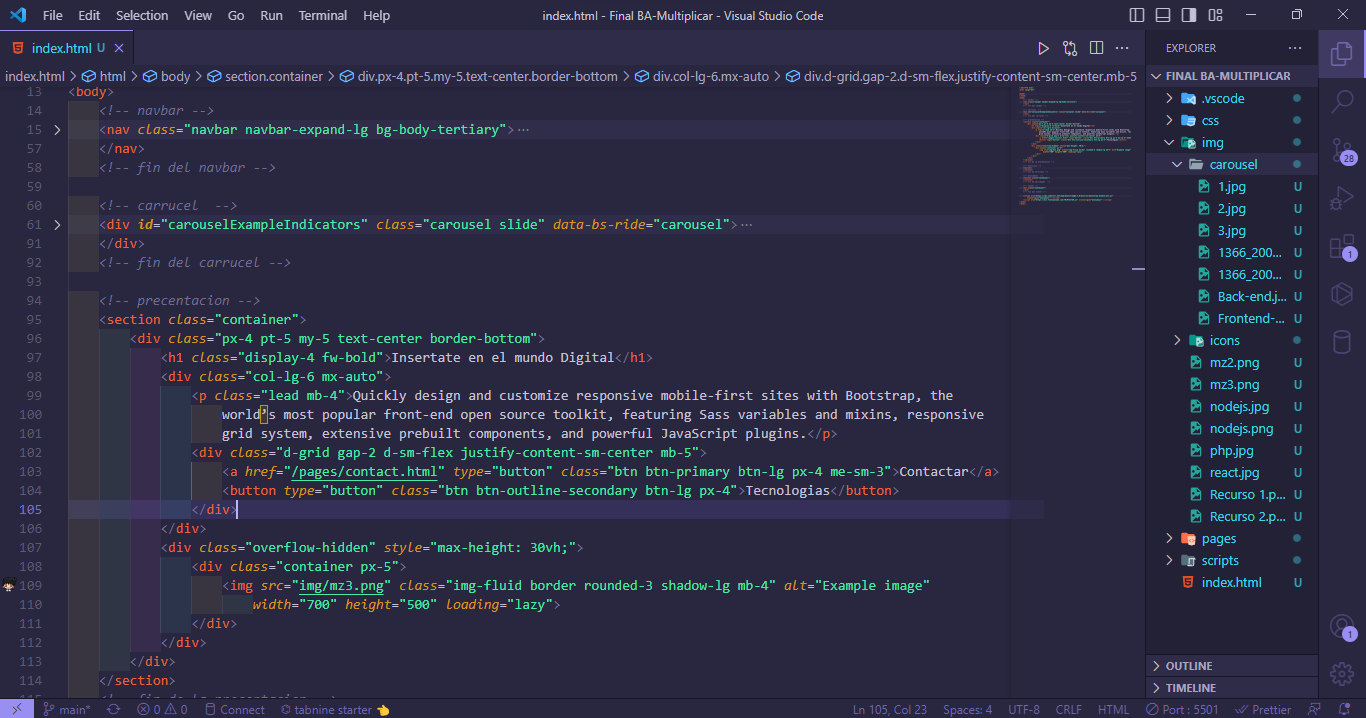 File Edit Selection View Go Run Terminal Help
index.html - Final BA-Multiplicar - Visual Studio Code
index.html U
index.html > html > body > section.container > div.px-4.pt-5.my-5.text-center.border-bottom > div.col-lg-6.mx-auto > div.d-grid.gap-2.d-sm-flex.justify-content-sm-center.mb-5
13 <body>
14 <!-- navbar -->
15 <nav class="navbar navbar-expand-lg bg-body-tertiary"> ⋯
57 </nav>
58 <!-- fin del navbar -->
59
60 <!-- carrucel  -->
61 <div id="carouselExampleIndicators" class="carousel slide" data-bs-ride="carousel"> ⋯
91 </div>
92 <!-- fin del carrucel -->
93
94 <!-- precentacion -->
95 <section class="container">
96 <div class="px-4 pt-5 my-5 text-center border-bottom">
97 <h1 class="display-4 fw-bold">Insertate en el mundo Digital</h1>
98 <div class="col-lg-6 mx-auto">
99 <p class="lead mb-4">Quickly design and customize responsive mobile-first sites with Bootstrap, the
100 world’s most popular front-end open source toolkit, featuring Sass variables and mixins, responsive
101 grid system, extensive prebuilt components, and powerful JavaScript plugins.</p>
102 <div class="d-grid gap-2 d-sm-flex justify-content-sm-center mb-5">
103 <a href="/pages/contact.html" type="button" class="btn btn-primary btn-lg px-4 me-sm-3">Contactar</a>
104 <button type="button" class="btn btn-outline-secondary btn-lg px-4">Tecnologias</button>
105 </div>
106 </div>
107 <div class="overflow-hidden" style="max-height: 30vh;">
108 <div class="container px-5">
109 <img src="img/mz3.png" class="img-fluid border rounded-3 shadow-lg mb-4" alt="Example image"
110 width="700" height="500" loading="lazy">
111 </div>
112 </div>
113 </div>
114 </section>
EXPLORER
FINAL BA-MULTIPLICAR
.vscode
css
img
carousel
1.jpg U
2.jpg U
3.jpg U
1366_200... U
1366_200... U
Back-end.j... U
Frontend-... U
icons
mz2.png U
mz3.png U
nodejs.jpg U
nodejs.png U
php.jpg U
react.jpg U
Recurso 1.p... U
Recurso 2.p... U
pages
scripts
index.html U
OUTLINE
TIMELINE
28
1
1
main* 0 0 Connect tabnine starter Ln 105, Col 23 Spaces: 4 UTF-8 CRLF HTML Port : 5501 Prettier